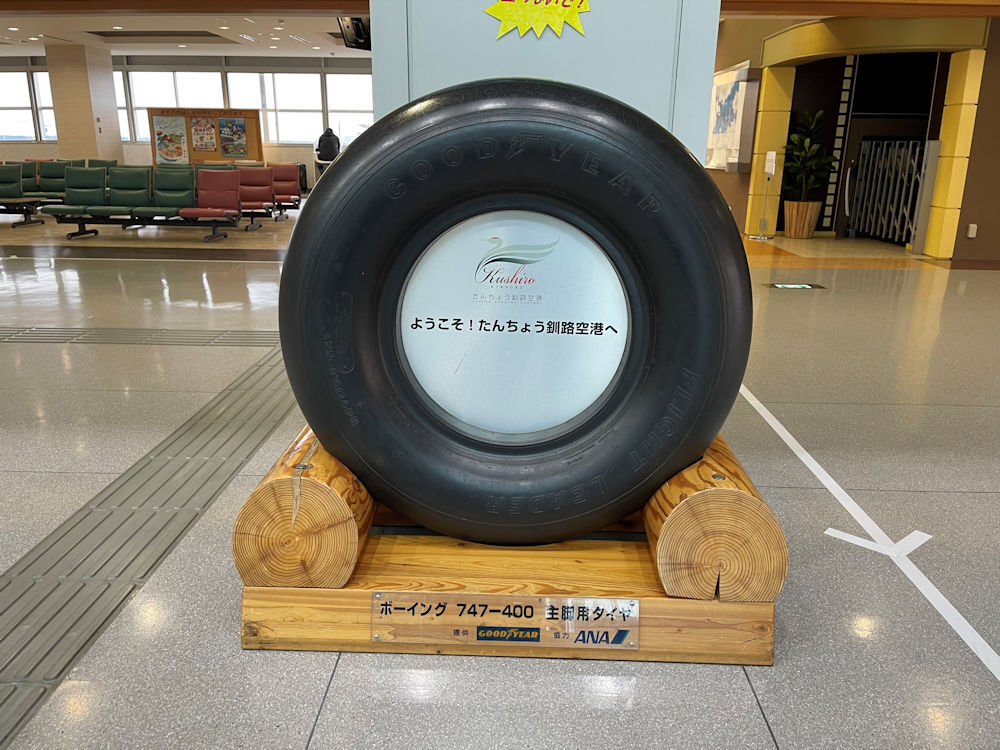 GOODYEAR
Kushiro
AIRPORT
たんちょう釧路空港
ようこそ！たんちょう釧路空港へ
FLIGHT
LEADER
ボーイング 747-400 主脚用タイヤ
提供 GOODYEAR 協力 ANA